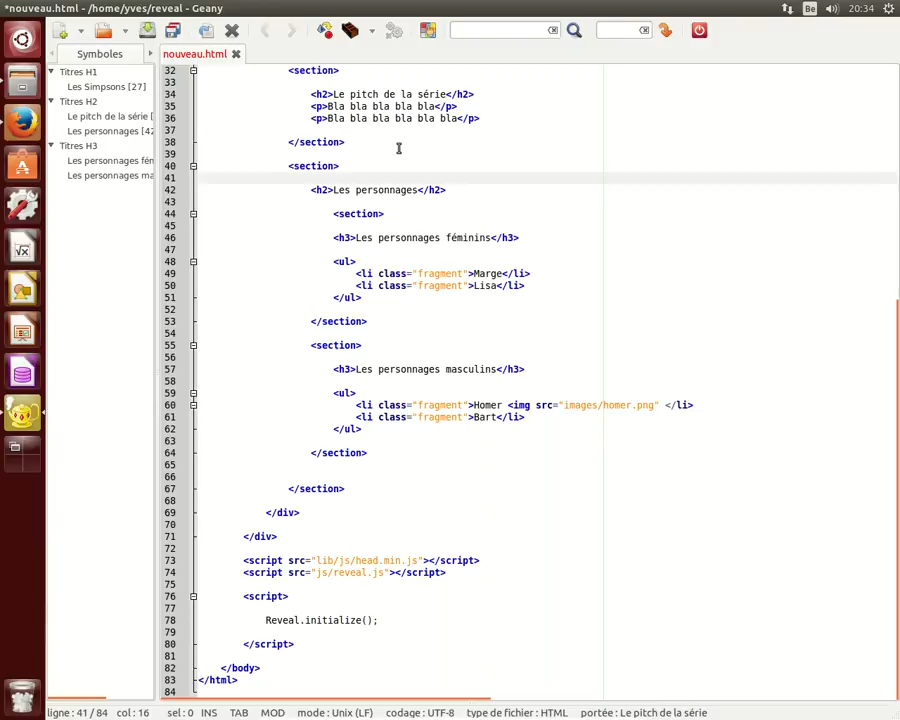 *nouveau.html - /home/yves/reveal - Geany
Be
20:34
Symboles
nouveau.html
Titres H1
Les Simpsons [27]
Titres H2
Le pitch de la série [
Les personnages [42
Titres H3
Les personnages fén
Les personnages ma
32 <section>
33
34 <h2>Le pitch de la série</h2>
35 <p>Bla bla bla bla bla</p>
36 <p>Bla bla bla bla bla bla</p>
37
38 </section>
39
40 <section>
41
42 <h2>Les personnages</h2>
43
44 <section>
45
46 <h3>Les personnages féminins</h3>
47
48 <ul>
49 <li class="fragment">Marge</li>
50 <li class="fragment">Lisa</li>
51 </ul>
52
53 </section>
54
55 <section>
56
57 <h3>Les personnages masculins</h3>
58
59 <ul>
60 <li class="fragment">Homer <img src="images/homer.png" </li>
61 <li class="fragment">Bart</li>
62 </ul>
63
64 </section>
65
66
67 </section>
68
69 </div>
70
71 </div>
72
73 <script src="lib/js/head.min.js"></script>
74 <script src="js/reveal.js"></script>
75
76 <script>
77
78 Reveal.initialize();
79
80 </script>
81
82 </body>
83 </html>
84
ligne : 41 / 84 col : 16 sel : 0 INS TAB MOD mode : Unix (LF) codage : UTF-8 type de fichier : HTML portée : Le pitch de la série